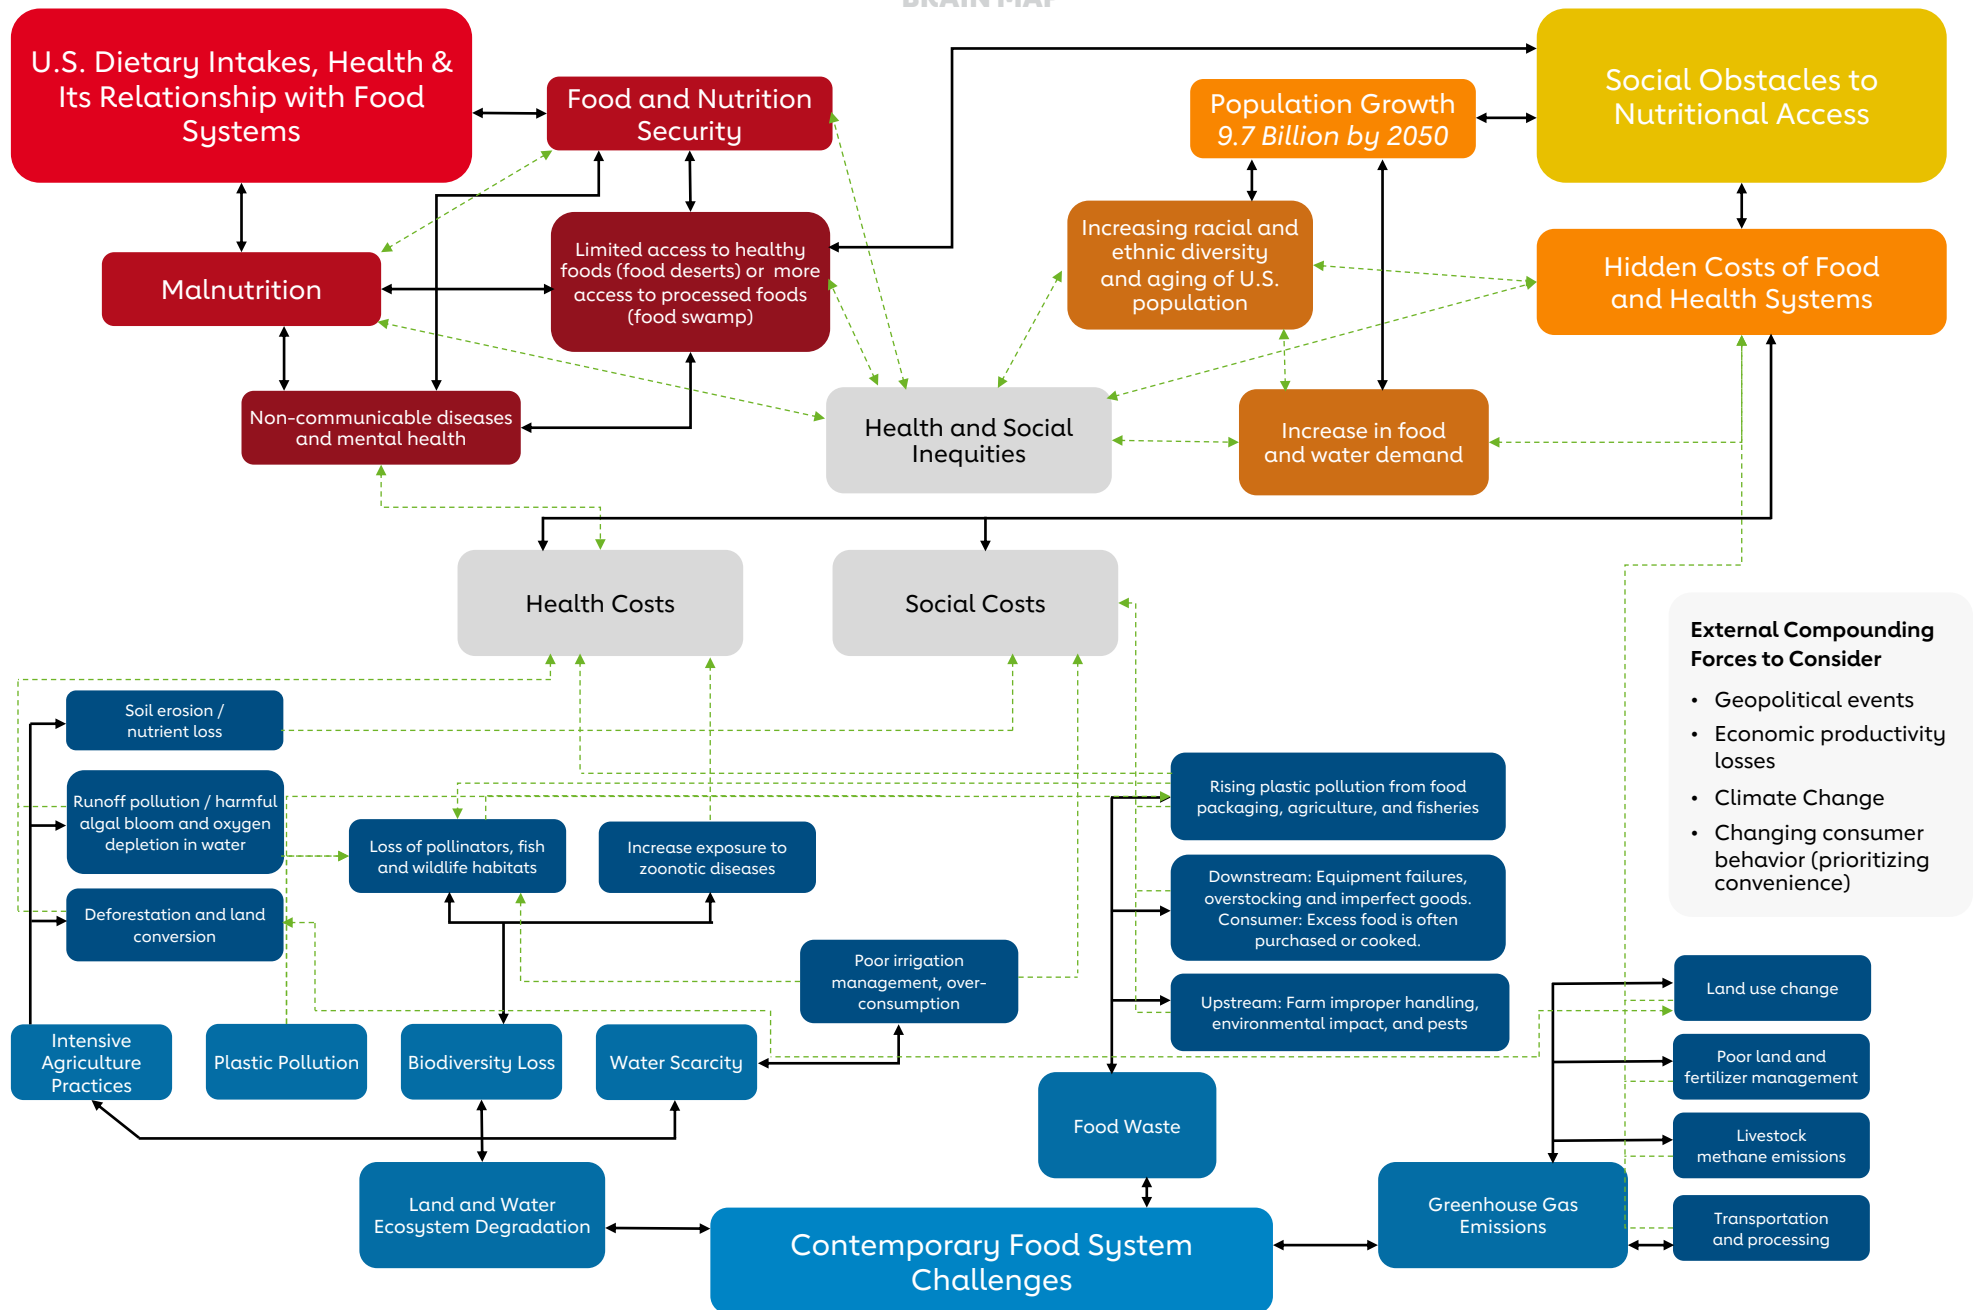 BRAIN MAP
U.S. Dietary Intakes, Health &
Its Relationship with Food
Systems
Food and Nutrition
Security
Population Growth
9.7 Billion by 2050
Social Obstacles to
Nutritional Access
Malnutrition
Limited access to healthy
foods (food deserts) or more
access to processed foods
(food swamp)
Increasing racial and
ethnic diversity
and aging of U.S.
population
Hidden Costs of Food
and Health Systems
Non-communicable diseases
and mental health
Health and Social
Inequities
Increase in food
and water demand
Health Costs
Social Costs
External Compounding
Forces to Consider
• Geopolitical events
• Economic productivity
losses
• Climate Change
• Changing consumer
behavior (prioritizing
convenience)
Soil erosion /
nutrient loss
Runoff pollution / harmful
algal bloom and oxygen
depletion in water
Deforestation and land
conversion
Loss of pollinators, fish
and wildlife habitats
Increase exposure to
zoonotic diseases
Rising plastic pollution from food
packaging, agriculture, and fisheries
Downstream: Equipment failures,
overstocking and imperfect goods.
Consumer: Excess food is often
purchased or cooked.
Poor irrigation
management, over-
consumption
Upstream: Farm improper handling,
environmental impact, and pests
Land use change
Intensive
Agriculture
Practices
Plastic Pollution
Biodiversity Loss
Water Scarcity
Poor land and
fertilizer management
Food Waste
Livestock
methane emissions
Land and Water
Ecosystem Degradation
Greenhouse Gas
Emissions
Transportation
and processing
Contemporary Food System
Challenges